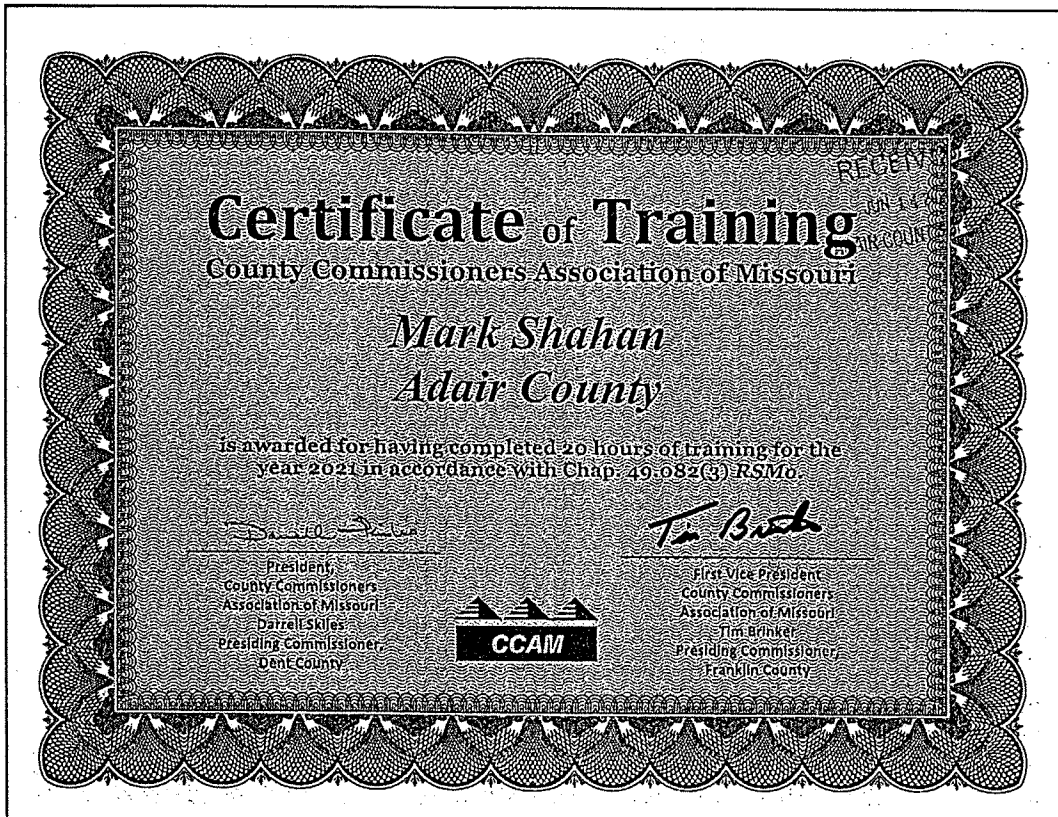 Certificate of Training
County Commissioners Association of Missouri
Mark Shahan
Adair County
is awarded for having completed 20 hours of training for the
year 2021 in accordance with Chap. 49.082(3) RSMo.
Tim Brinker
President,
County Commissioners
Association of Missouri
Darrell Skiles
Presiding Commissioner,
Dent County
CCAM
First Vice President
County Commissioners
Association of Missouri
Tim Brinker
Presiding Commissioner,
Franklin County